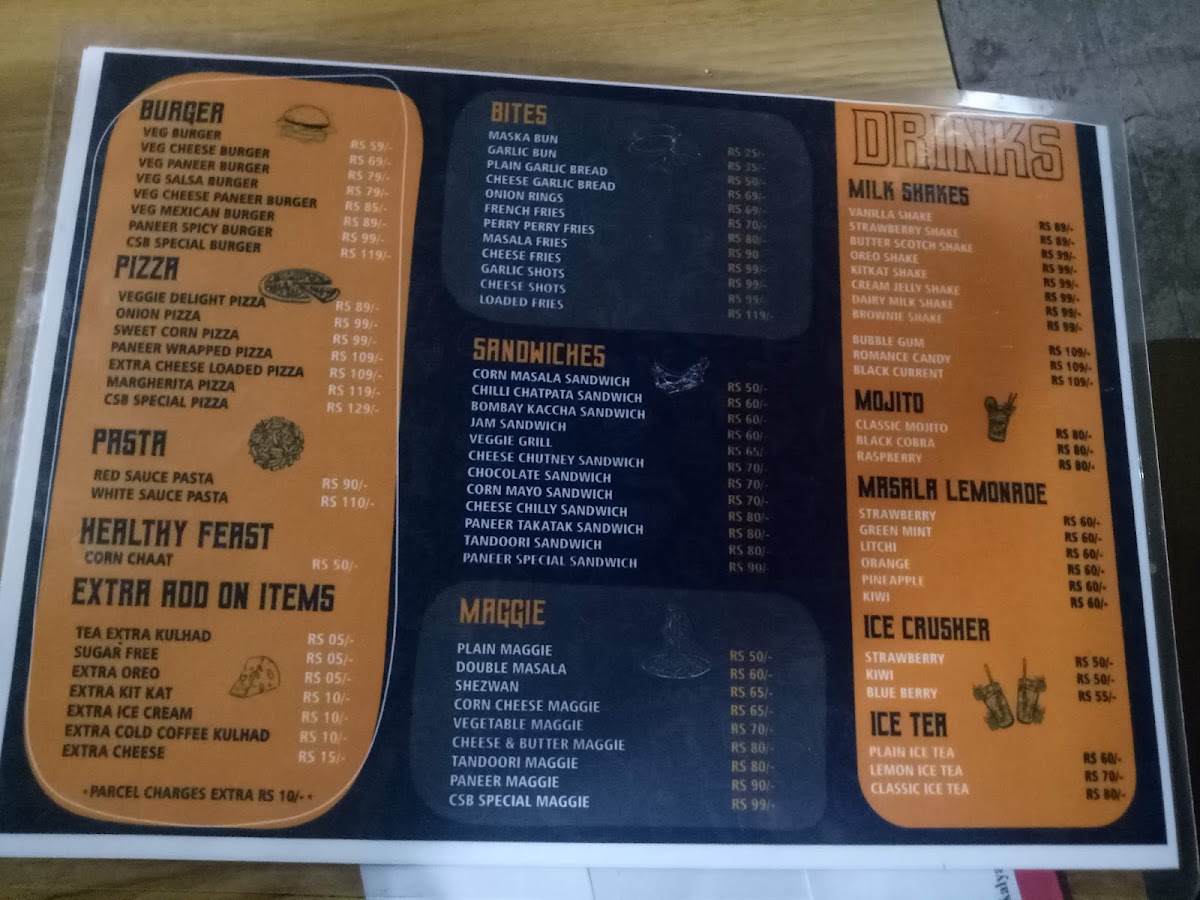 BURGER
VEG BURGER RS 59/-
VEG CHEESE BURGER RS 69/-
VEG PANEER BURGER RS 79/-
VEG SALSA BURGER RS 79/-
VEG CHEESE PANEER BURGER RS 85/-
VEG MEXICAN BURGER RS 89/-
PANEER SPICY BURGER RS 99/-
CSB SPECIAL BURGER RS 119/-
PIZZA
VEGGIE DELIGHT PIZZA RS 89/-
ONION PIZZA RS 99/-
SWEET CORN PIZZA RS 99/-
PANEER WRAPPED PIZZA RS 109/-
EXTRA CHEESE LOADED PIZZA RS 109/-
MARGHERITA PIZZA RS 119/-
CSB SPECIAL PIZZA RS 129/-
PASTA
RED SAUCE PASTA RS 90/-
WHITE SAUCE PASTA RS 110/-
HEALTHY FEAST
CORN CHAAT RS 50/-
EXTRA ADD ON ITEMS
TEA EXTRA KULHAD RS 05/-
SUGAR FREE RS 05/-
EXTRA OREO RS 05/-
EXTRA KIT KAT RS 10/-
EXTRA ICE CREAM RS 10/-
EXTRA COLD COFFEE KULHAD RS 10/-
EXTRA CHEESE RS 15/-
•PARCEL CHARGES EXTRA RS 10/-•
BITES
MASKA BUN RS 25/-
GARLIC BUN RS 35/-
PLAIN GARLIC BREAD RS 50/-
CHEESE GARLIC BREAD RS 69/-
ONION RINGS RS 69/-
FRENCH FRIES RS 70/-
PERRY PERRY FRIES RS 80/-
MASALA FRIES RS 90
CHEESE FRIES RS 99/-
GARLIC SHOTS RS 99/-
CHEESE SHOTS RS 99/-
LOADED FRIES RS 119/-
SANDWICHES
CORN MASALA SANDWICH RS 50/-
CHILLI CHATPATA SANDWICH RS 60/-
BOMBAY KACCHA SANDWICH RS 60/-
JAM SANDWICH RS 60/-
VEGGIE GRILL RS 65/
CHEESE CHUTNEY SANDWICH RS 70/
CHOCOLATE SANDWICH RS 70/-
CORN MAYO SANDWICH RS 70/-
CHEESE CHILLY SANDWICH RS 80/-
PANEER TAKATAK SANDWICH RS 80/-
TANDOORI SANDWICH RS 80/-
PANEER SPECIAL SANDWICH RS 90/-
MAGGIE
PLAIN MAGGIE RS 50/-
DOUBLE MASALA RS 60/-
SHEZWAN RS 65/-
CORN CHEESE MAGGIE RS 65/-
VEGETABLE MAGGIE RS 70/-
CHEESE & BUTTER MAGGIE RS 80/-
TANDOORI MAGGIE RS 80/-
PANEER MAGGIE RS 90/-
CSB SPECIAL MAGGIE RS 99/-
DRINKS
MILK SHAKES
VANILLA SHAKE RS 89/-
STRAWBERRY SHAKE RS 89/-
BUTTER SCOTCH SHAKE RS 99/-
OREO SHAKE RS 99/-
KITKAT SHAKE RS 99/-
CREAM JELLY SHAKE RS 99/-
DAIRY MILK SHAKE RS 99/-
BROWNIE SHAKE RS 99/-
BUBBLE GUM RS 109/-
ROMANCE CANDY RS 109/-
BLACK CURRENT RS 109/-
MOJITO
CLASSIC MOJITO RS 80/-
BLACK COBRA RS 80/-
RASPBERRY RS 80/-
MASALA LEMONADE
STRAWBERRY RS 60/-
GREEN MINT RS 60/-
LITCHI RS 60/-
ORANGE RS 60/-
PINEAPPLE RS 60/-
KIWI RS 60/-
ICE CRUSHER
STRAWBERRY RS 50/-
KIWI RS 50/-
BLUE BERRY RS 55/-
ICE TEA
PLAIN ICE TEA RS 60/-
LEMON ICE TEA RS 70/-
CLASSIC ICE TEA RS 80/-